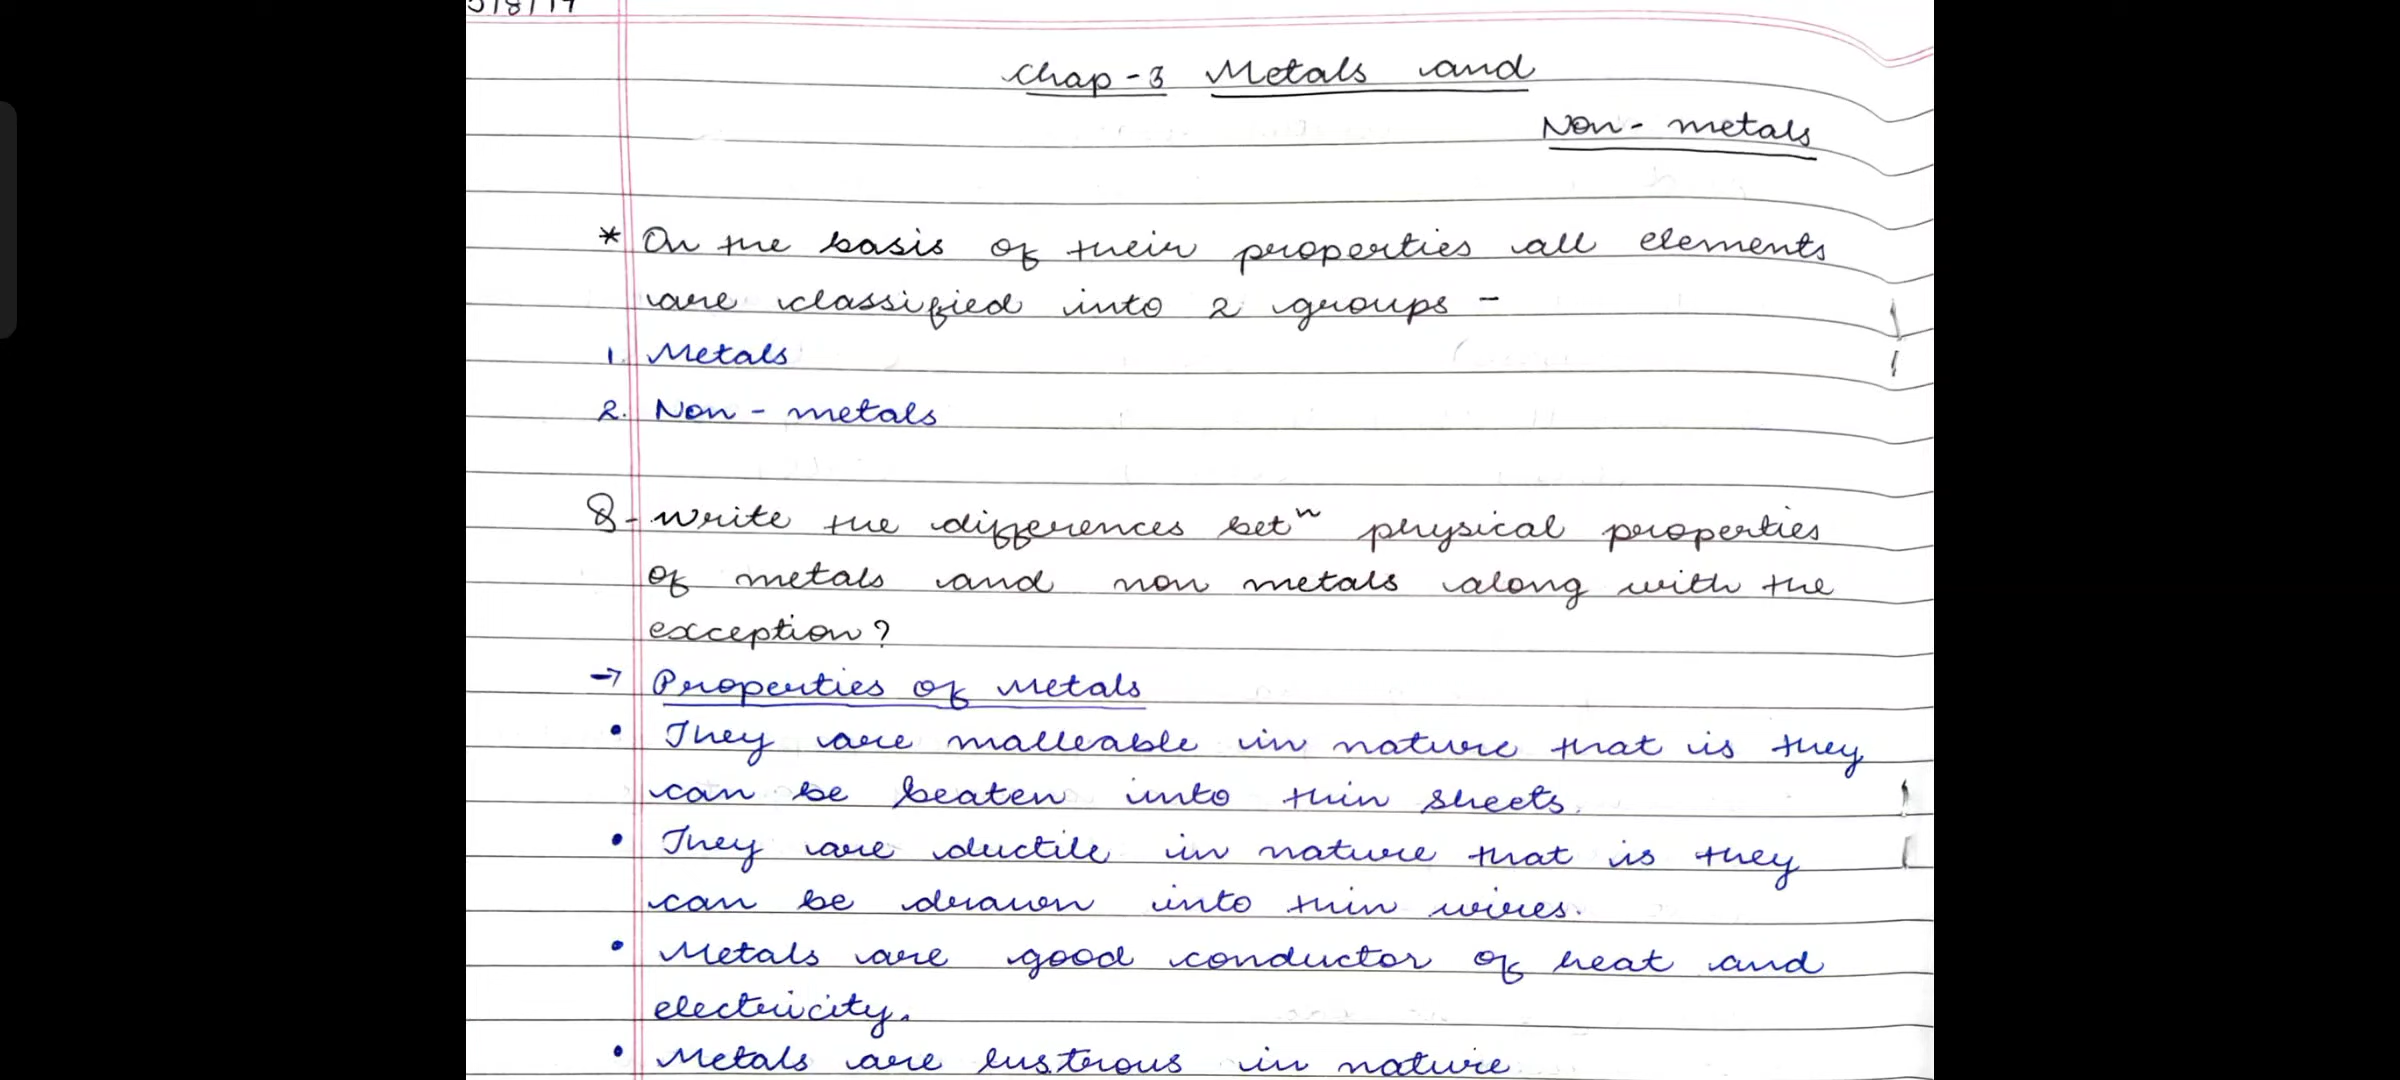 5/8/19
Chap-3 Metals and
Non-metals
* On the basis of their properties all elements
are classified into 2 groups -
1. Metals
2. Non-metals
Q- Write the differences betⁿ physical properties
of metals and non metals along with the
exception?
→ Properties of Metals
• They are malleable in nature that is they
can be beaten into thin sheets.
• They are ductile in nature that is they
can be drawn into thin wires.
• Metals are good conductor of heat and
electricity.
• Metals are lustrous in nature